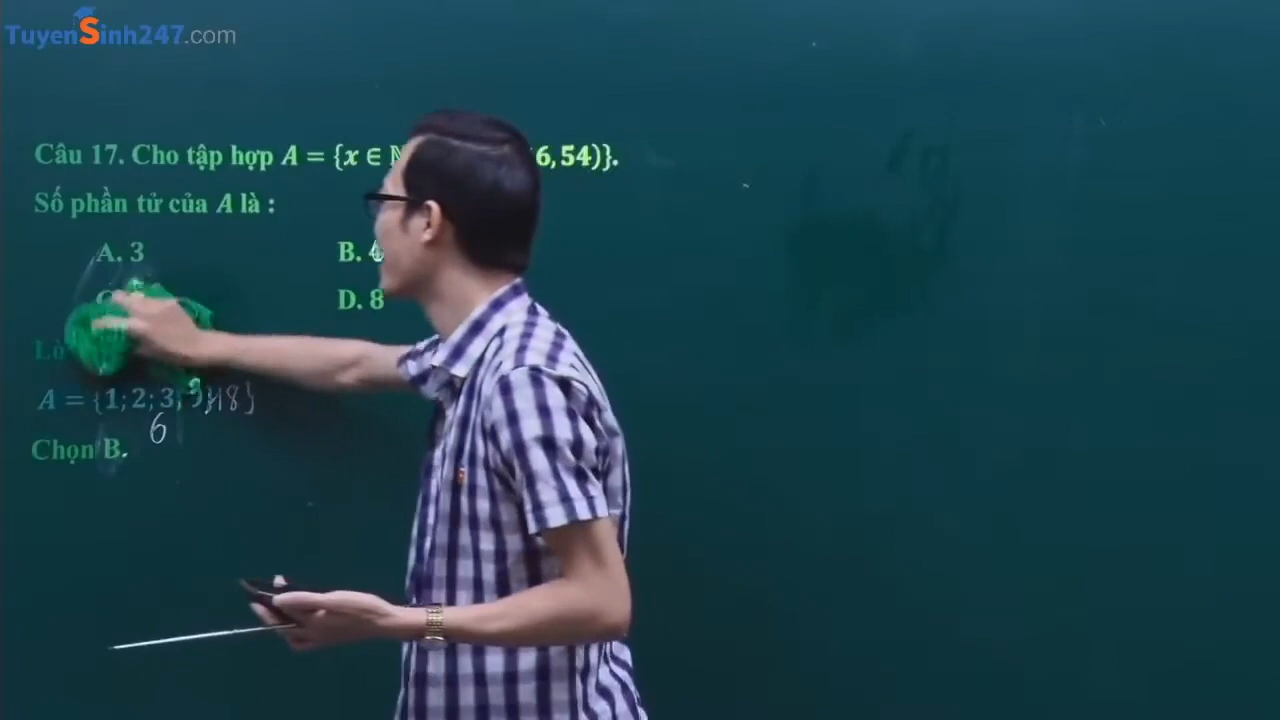 TuyenSinh247.com
Câu 17. Cho tập hợp A = {x ∈ 6, 54)}.
Số phần tử của A là :
A. 3
B.
D. 8
A = {1; 2; 3; 9; 18}
6
Chọn B.